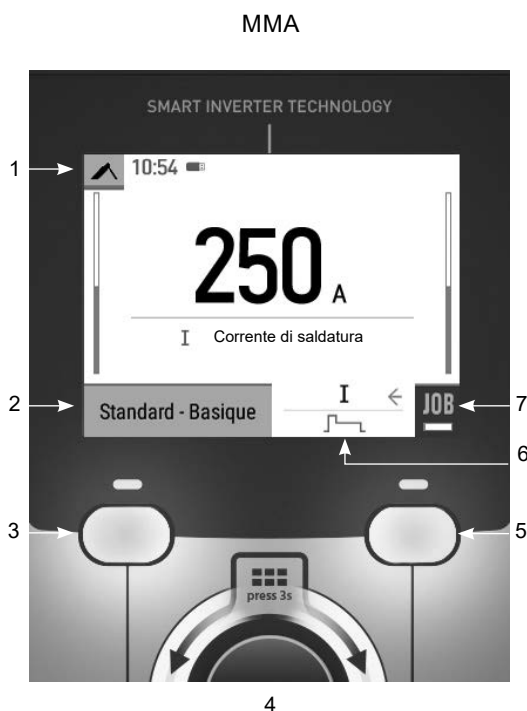 MMA
SMART INVERTER TECHNOLOGY
1
10:54
250 A
I Corrente di saldatura
2
Standard - Basique
I
JOB
7
6
3
5
press 3s
4